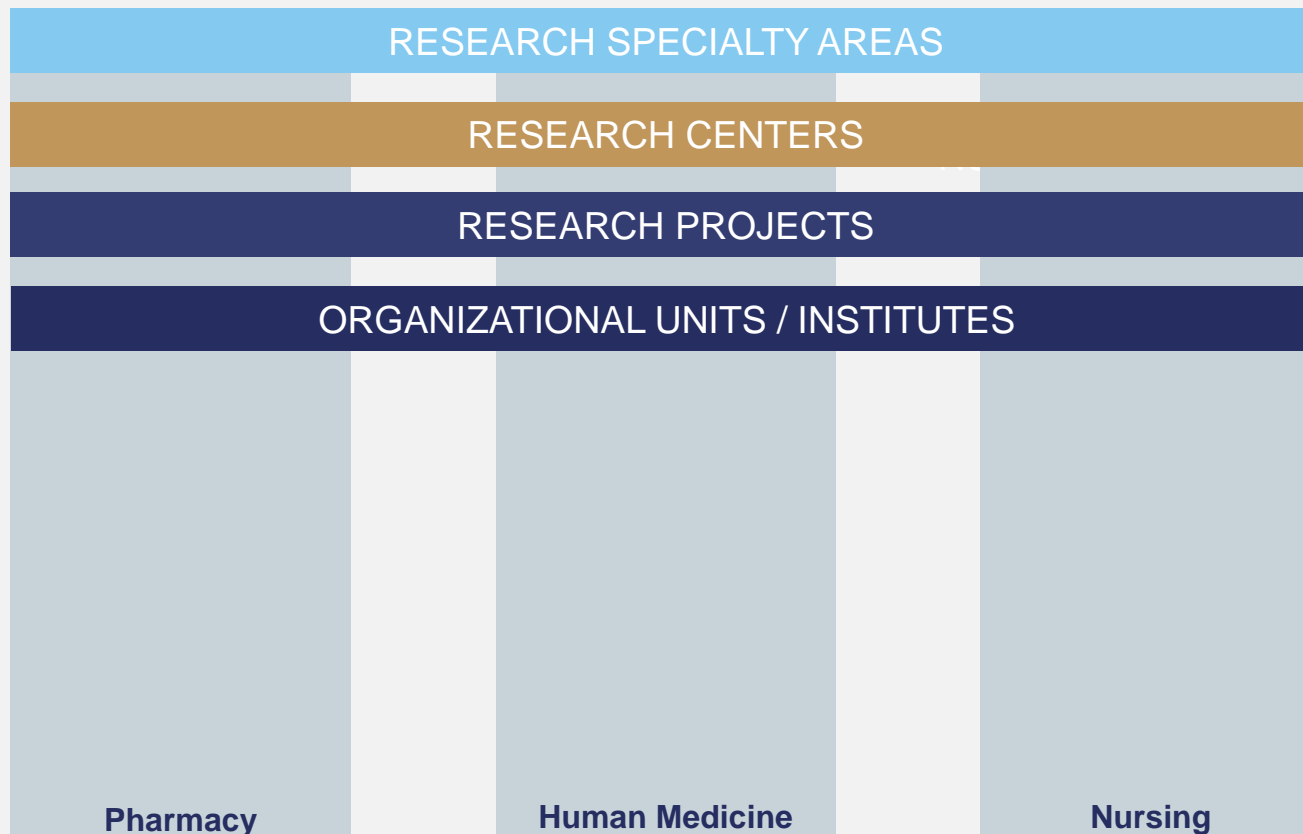 RESEARCH SPECIALTY AREAS
RESEARCH CENTERS
RESEARCH PROJECTS
ORGANIZATIONAL UNITS / INSTITUTES
Pharmacy
Human Medicine
Nursing